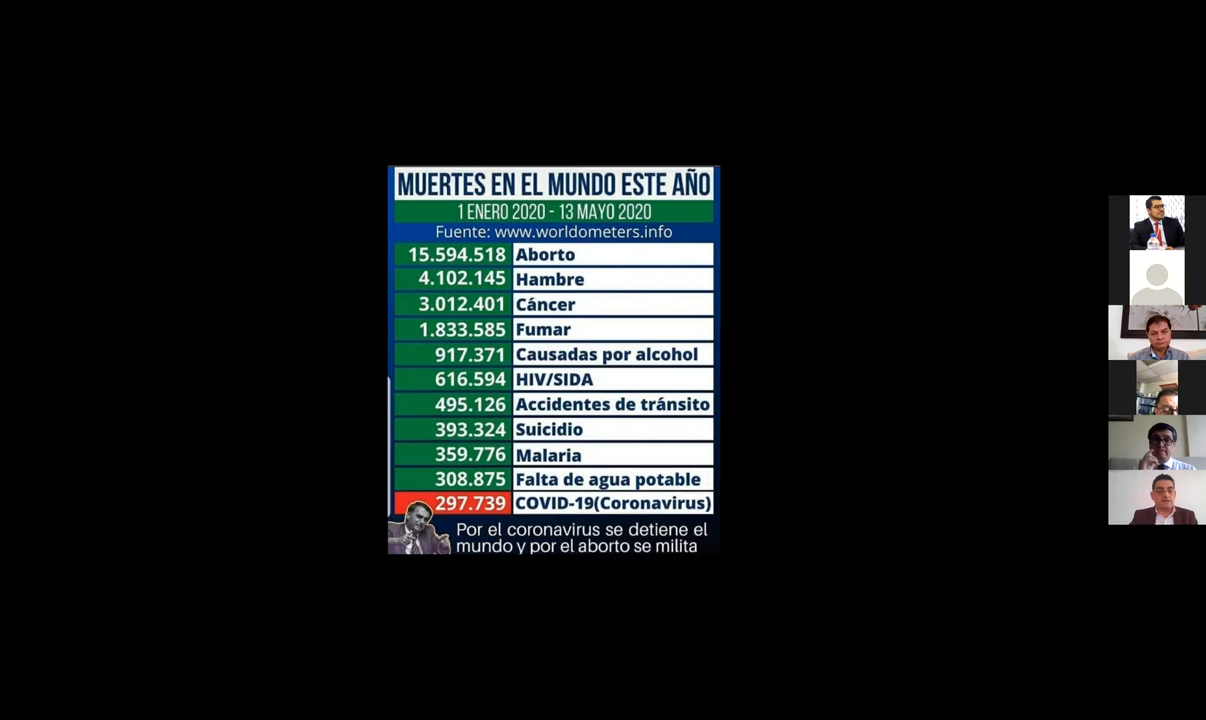 MUERTES EN EL MUNDO ESTE AÑO
1 ENERO 2020 - 13 MAYO 2020
Fuente: www.worldometers.info
15.594.518 Aborto
4.102.145 Hambre
3.012.401 Cáncer
1.833.585 Fumar
917.371 Causadas por alcohol
616.594 HIV/SIDA
495.126 Accidentes de tránsito
393.324 Suicidio
359.776 Malaria
308.875 Falta de agua potable
297.739 COVID-19(Coronavirus)
Por el coronavirus se detiene el
mundo y por el aborto se milita